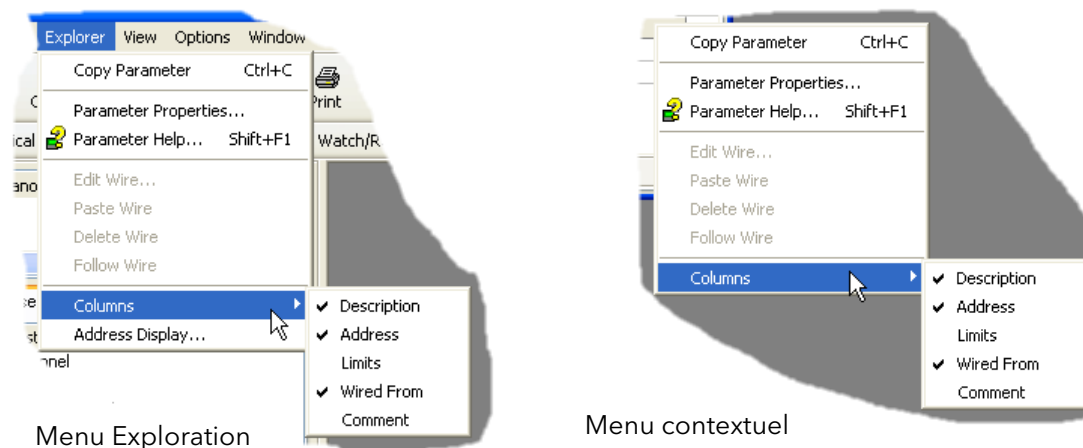 Explorer View Options Window
Copy Parameter Ctrl+C
Print
Parameter Properties...
Parameter Help... Shift+F1
Watch/R
Edit Wire...
Paste Wire
Delete Wire
Follow Wire
Columns
Address Display...
Description
Address
Limits
Wired From
Comment
Menu Exploration
Copy Parameter Ctrl+C
Parameter Properties...
Parameter Help... Shift+F1
Edit Wire...
Paste Wire
Delete Wire
Follow Wire
Columns
Description
Address
Limits
Wired From
Comment
Menu contextuel